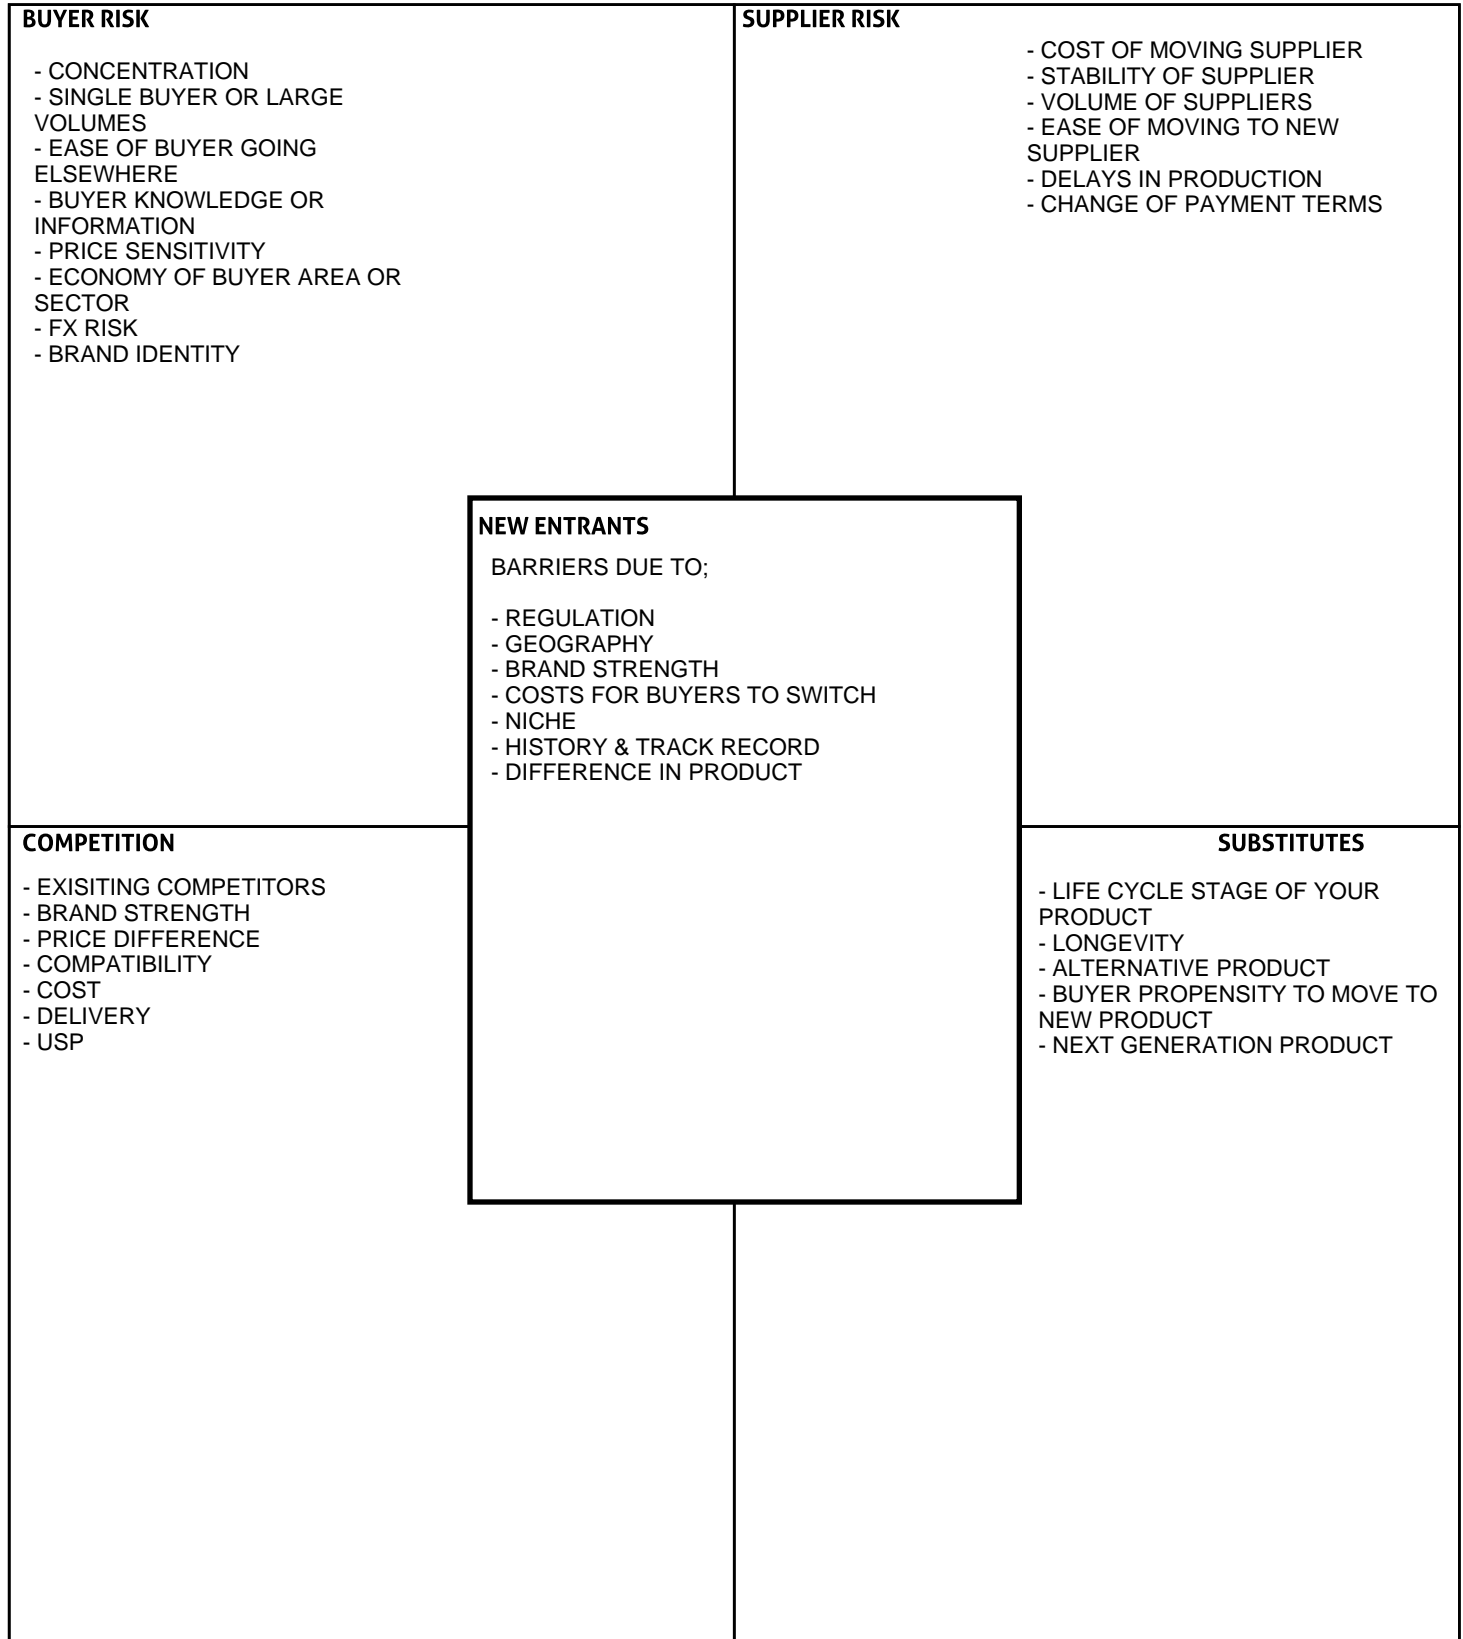 BUYER RISK
- CONCENTRATION
- SINGLE BUYER OR LARGE
VOLUMES
- EASE OF BUYER GOING
ELSEWHERE
- BUYER KNOWLEDGE OR
INFORMATION
- PRICE SENSITIVITY
- ECONOMY OF BUYER AREA OR
SECTOR
- FX RISK
- BRAND IDENTITY
SUPPLIER RISK
- COST OF MOVING SUPPLIER
- STABILITY OF SUPPLIER
- VOLUME OF SUPPLIERS
- EASE OF MOVING TO NEW
SUPPLIER
- DELAYS IN PRODUCTION
- CHANGE OF PAYMENT TERMS
NEW ENTRANTS
BARRIERS DUE TO;
- REGULATION
- GEOGRAPHY
- BRAND STRENGTH
- COSTS FOR BUYERS TO SWITCH
- NICHE
- HISTORY & TRACK RECORD
- DIFFERENCE IN PRODUCT
COMPETITION
- EXISITING COMPETITORS
- BRAND STRENGTH
- PRICE DIFFERENCE
- COMPATIBILITY
- COST
- DELIVERY
- USP
SUBSTITUTES
- LIFE CYCLE STAGE OF YOUR
PRODUCT
- LONGEVITY
- ALTERNATIVE PRODUCT
- BUYER PROPENSITY TO MOVE TO
NEW PRODUCT
- NEXT GENERATION PRODUCT